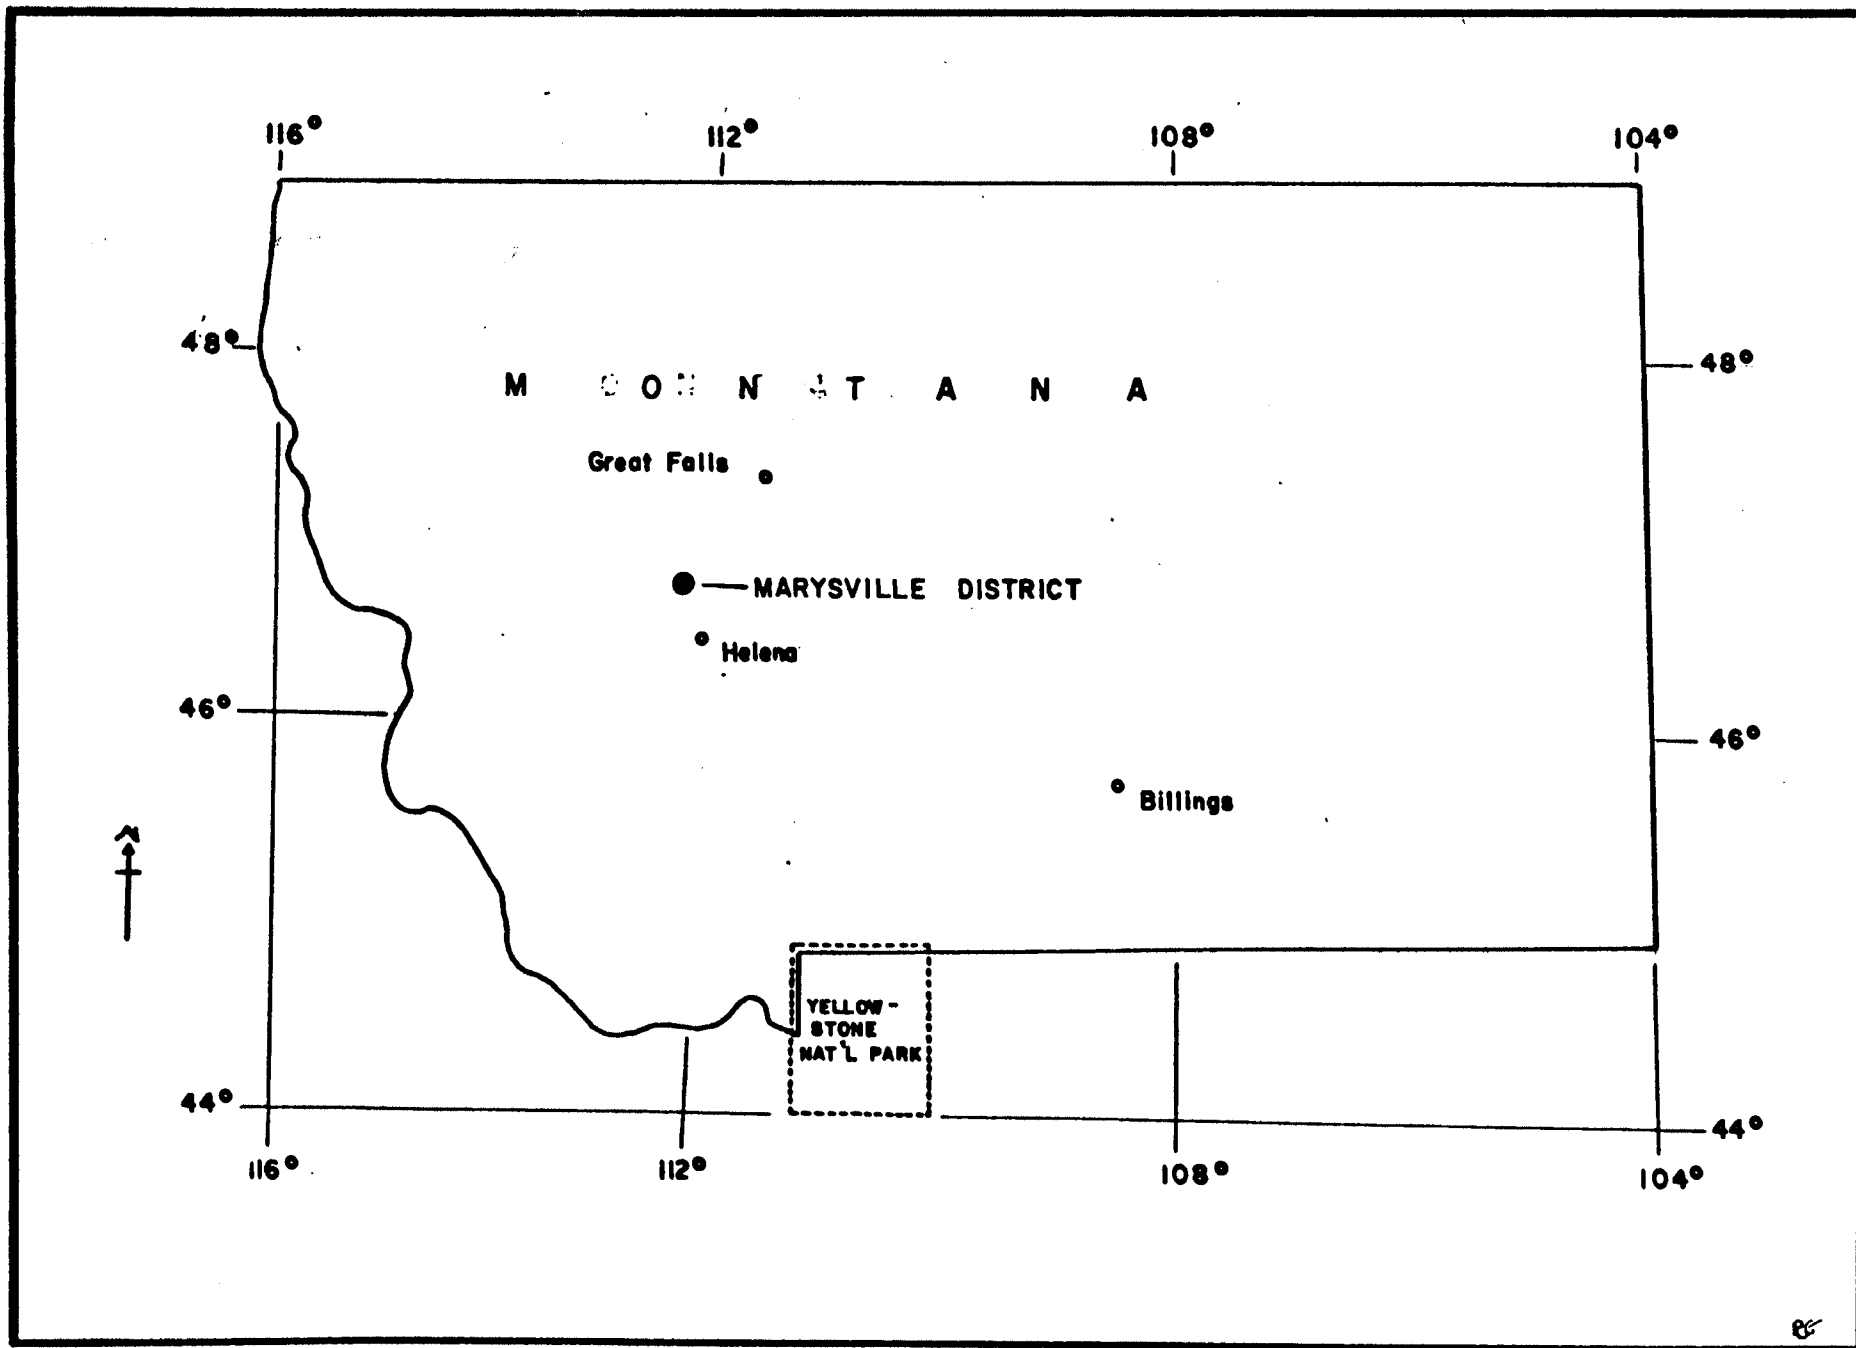 116° 112° 108° 104°
48° 48°
M O N T A N A
Great Falls
MARYSVILLE DISTRICT
Helena
46° 46°
Billings
N
YELLOW-
STONE
NAT'L PARK
44° 44°
116° 112° 108° 104°